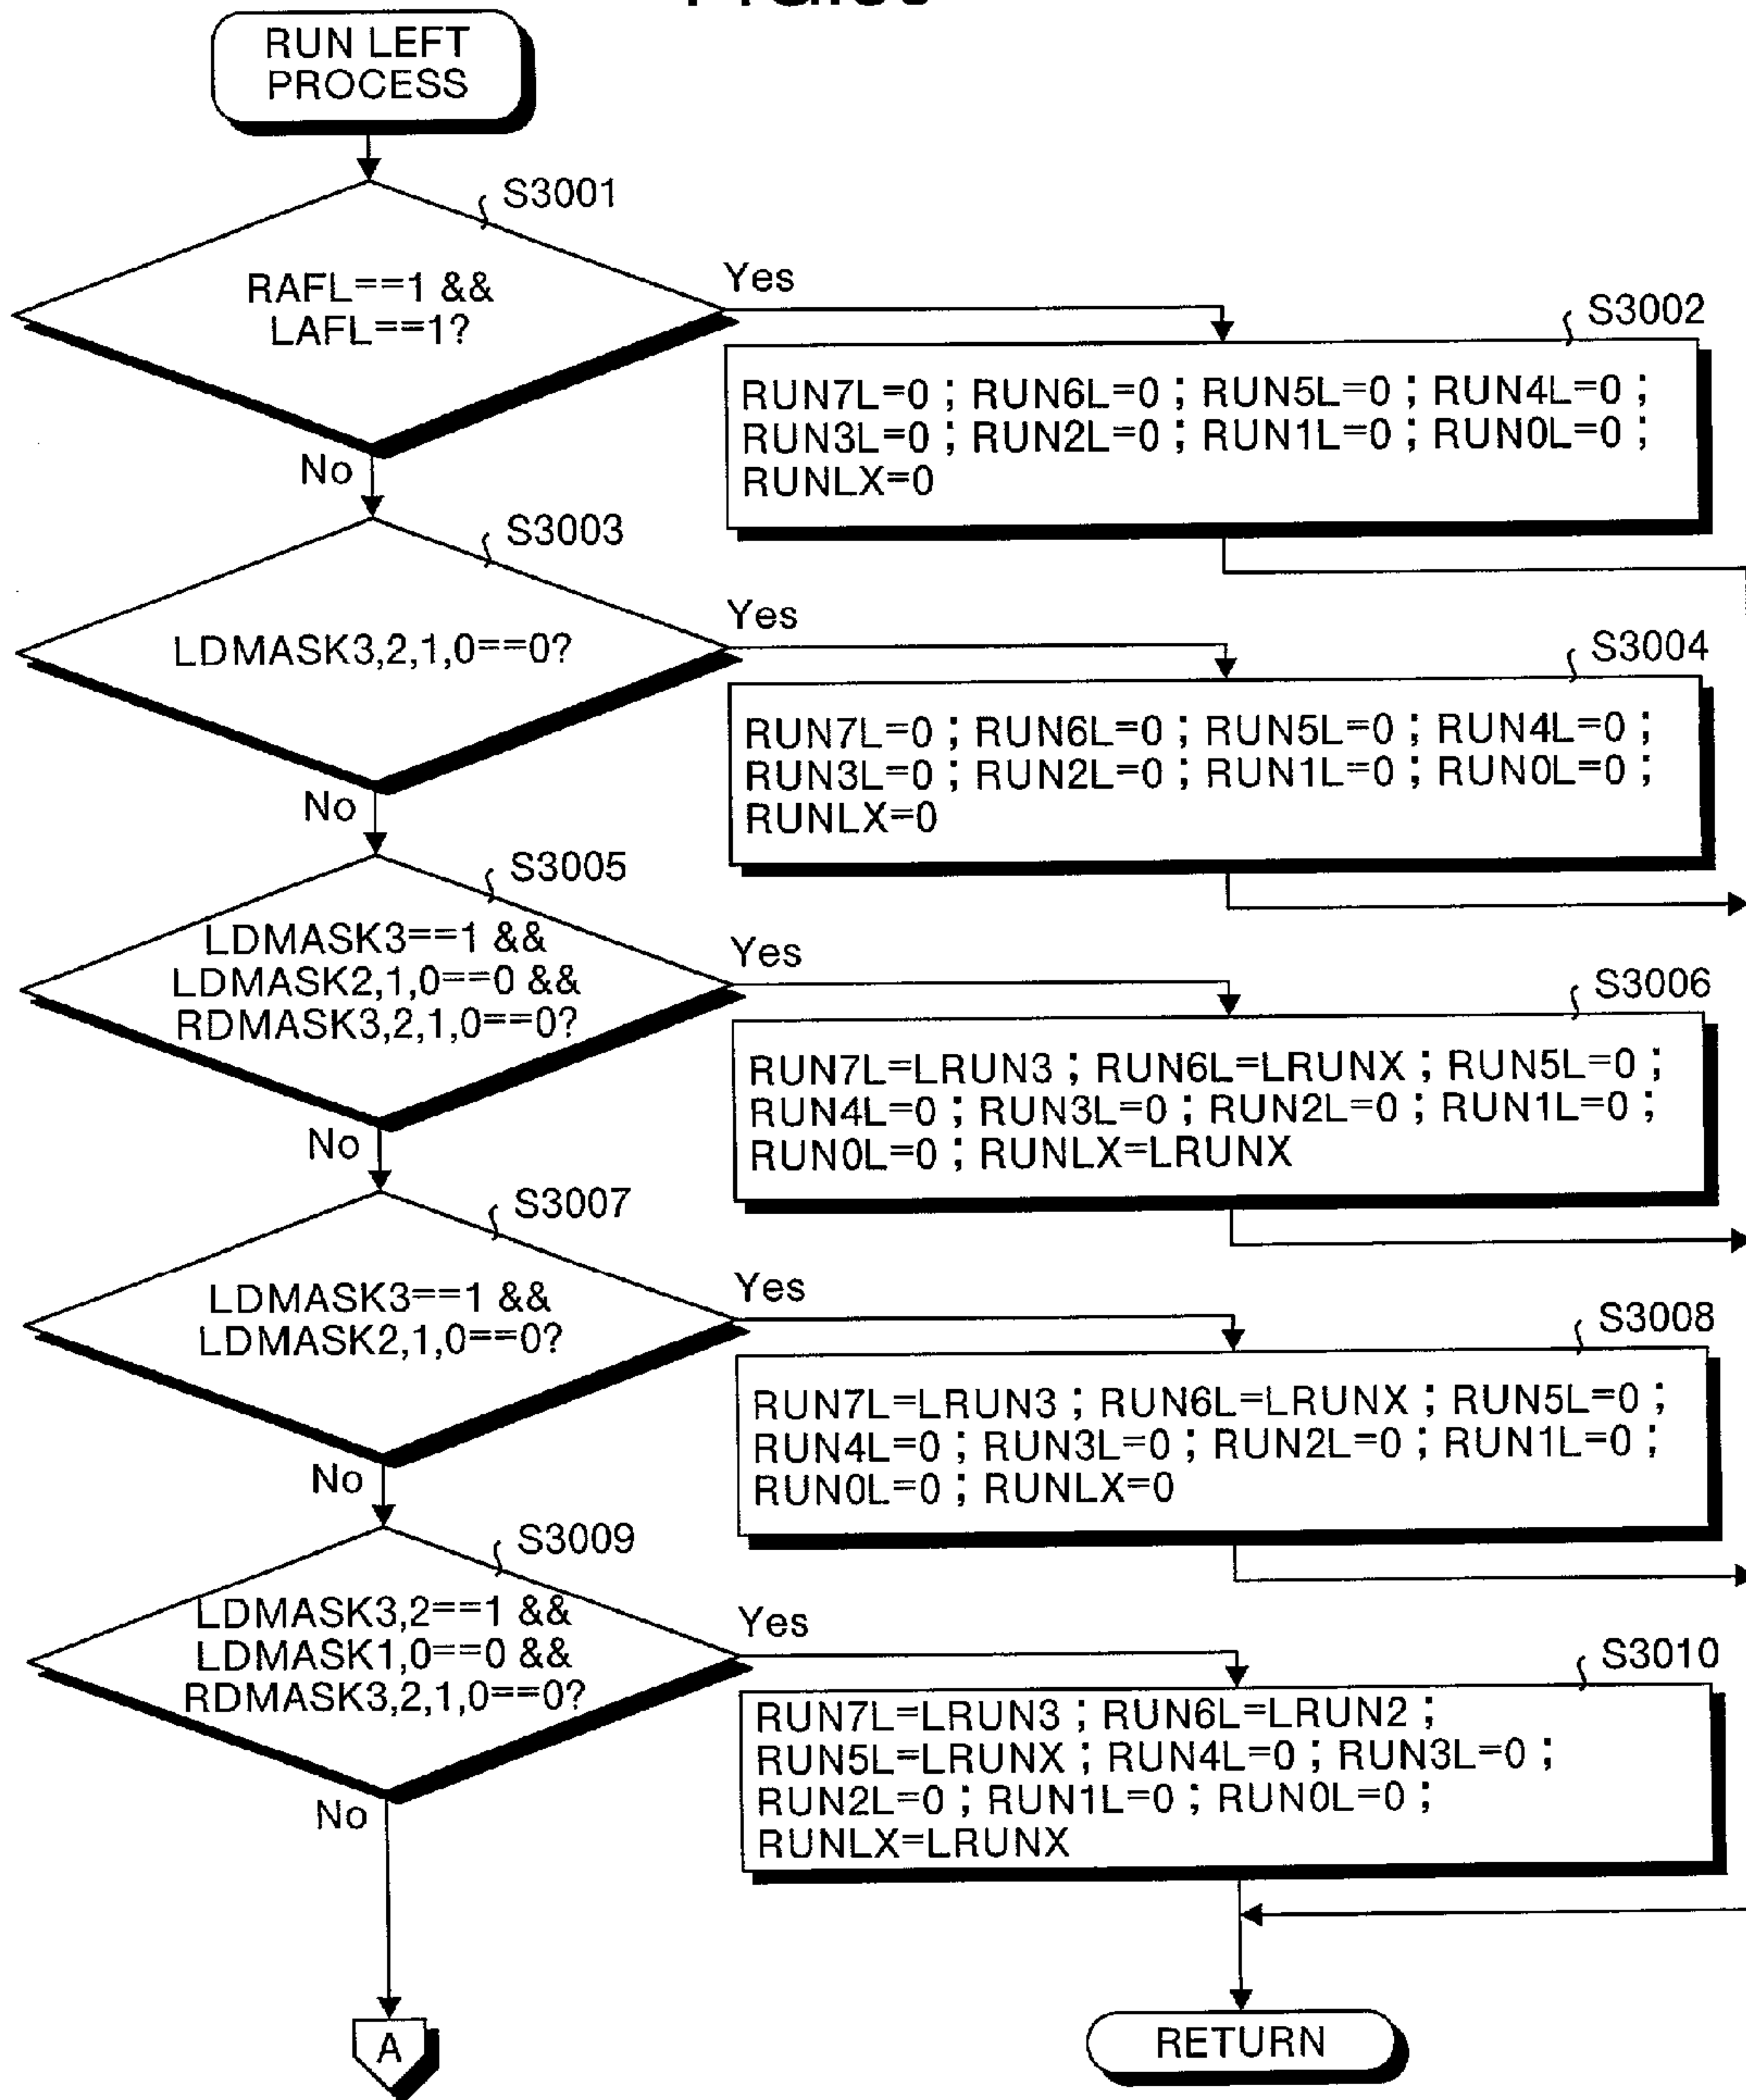 RUN LEFT
PROCESS
S3001
RAFL==1 &&
LAFL==1?
Yes
No
S3002
RUN7L=0 ; RUN6L=0 ; RUN5L=0 ; RUN4L=0 ;
RUN3L=0 ; RUN2L=0 ; RUN1L=0 ; RUN0L=0 ;
RUNLX=0
S3003
LDMASK3,2,1,0==0?
Yes
No
S3004
RUN7L=0 ; RUN6L=0 ; RUN5L=0 ; RUN4L=0 ;
RUN3L=0 ; RUN2L=0 ; RUN1L=0 ; RUN0L=0 ;
RUNLX=0
S3005
LDMASK3==1 &&
LDMASK2,1,0==0 &&
RDMASK3,2,1,0==0?
Yes
No
S3006
RUN7L=LRUN3 ; RUN6L=LRUNX ; RUN5L=0 ;
RUN4L=0 ; RUN3L=0 ; RUN2L=0 ; RUN1L=0 ;
RUN0L=0 ; RUNLX=LRUNX
S3007
LDMASK3==1 &&
LDMASK2,1,0==0?
Yes
No
S3008
RUN7L=LRUN3 ; RUN6L=LRUNX ; RUN5L=0 ;
RUN4L=0 ; RUN3L=0 ; RUN2L=0 ; RUN1L=0 ;
RUN0L=0 ; RUNLX=0
S3009
LDMASK3,2==1 &&
LDMASK1,0==0 &&
RDMASK3,2,1,0==0?
Yes
No
S3010
RUN7L=LRUN3 ; RUN6L=LRUN2 ;
RUN5L=LRUNX ; RUN4L=0 ; RUN3L=0 ;
RUN2L=0 ; RUN1L=0 ; RUN0L=0 ;
RUNLX=LRUNX
A
RETURN